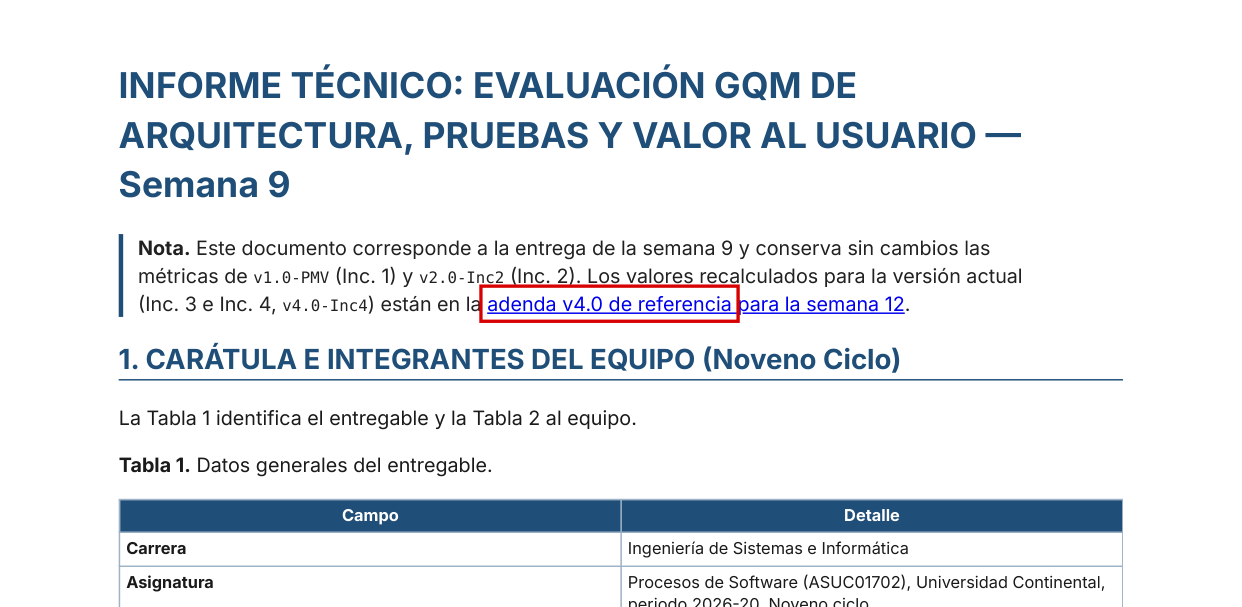 INFORME TÉCNICO: EVALUACIÓN GQM DE
ARQUITECTURA, PRUEBAS Y VALOR AL USUARIO —
Semana 9
Nota. Este documento corresponde a la entrega de la semana 9 y conserva sin cambios las
métricas de v1.0-PMV (Inc. 1) y v2.0-Inc2 (Inc. 2). Los valores recalculados para la versión actual
(Inc. 3 e Inc. 4, v4.0-Inc4) están en la adenda v4.0 de referencia para la semana 12.
1. CARÁTULA E INTEGRANTES DEL EQUIPO (Noveno Ciclo)
La Tabla 1 identifica el entregable y la Tabla 2 al equipo.
Tabla 1. Datos generales del entregable.
Campo Detalle
Carrera Ingeniería de Sistemas e Informática
Asignatura Procesos de Software (ASUC01702), Universidad Continental,
periodo 2026-20, Noveno ciclo